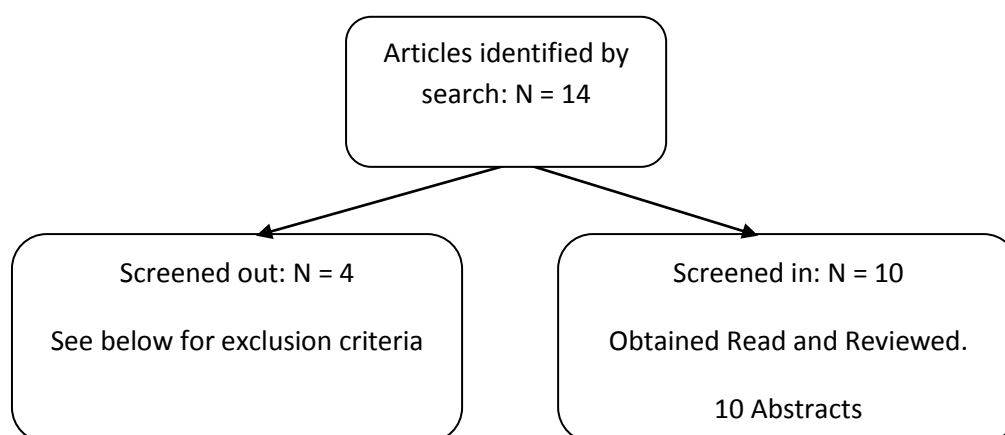 Articles identified by
search: N = 14
Screened out: N = 4
See below for exclusion criteria
Screened in: N = 10
Obtained Read and Reviewed.
10 Abstracts